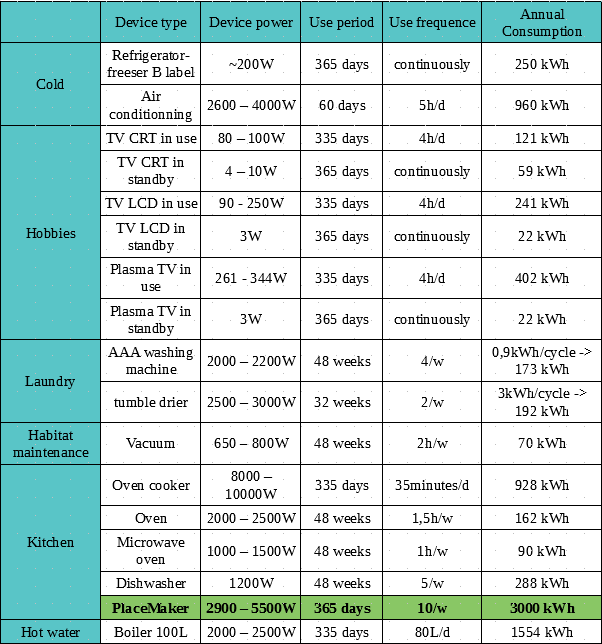 Device type Device power Use period Use frequence Annual
Consumption
Cold
Refrigerator-
freeser B label ~200W 365 days continuously 250 kWh
Air
conditionning 2600 – 4000W 60 days 5h/d 960 kWh
Hobbies
TV CRT in use 80 – 100W 335 days 4h/d 121 kWh
TV CRT in
standby 4 – 10W 365 days continuously 59 kWh
TV LCD in use 90 - 250W 335 days 4h/d 241 kWh
TV LCD in
standby 3W 365 days continuously 22 kWh
Plasma TV in
use 261 - 344W 335 days 4h/d 402 kWh
Plasma TV in
standby 3W 365 days continuously 22 kWh
Laundry
AAA washing
machine 2000 – 2200W 48 weeks 4/w 0,9kWh/cycle ->
173 kWh
tumble drier 2500 – 3000W 32 weeks 2/w 3kWh/cycle ->
192 kWh
Habitat
maintenance Vacuum 650 – 800W 48 weeks 2h/w 70 kWh
Kitchen
Oven cooker 8000 –
10000W 335 days 35minutes/d 928 kWh
Oven 2000 – 2500W 48 weeks 1,5h/w 162 kWh
Microwave
oven 1000 – 1500W 48 weeks 1h/w 90 kWh
Dishwasher 1200W 48 weeks 5/w 288 kWh
PlaceMaker 2900 – 5500W 365 days 10/w 3000 kWh
Hot water Boiler 100L 2000 – 2500W 335 days 80L/d 1554 kWh